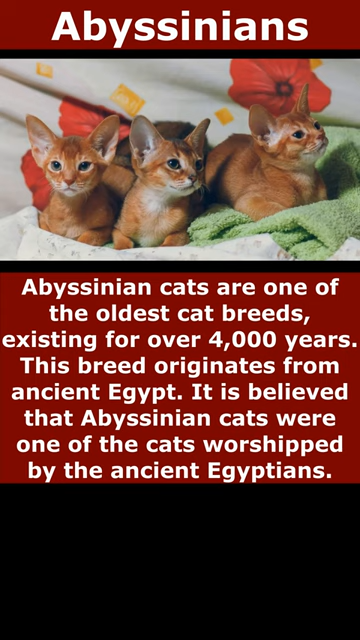 Abyssinians
Abyssinian cats are one of
the oldest cat breeds,
existing for over 4,000 years.
This breed originates from
ancient Egypt. It is believed
that Abyssinian cats were
one of the cats worshipped
by the ancient Egyptians.